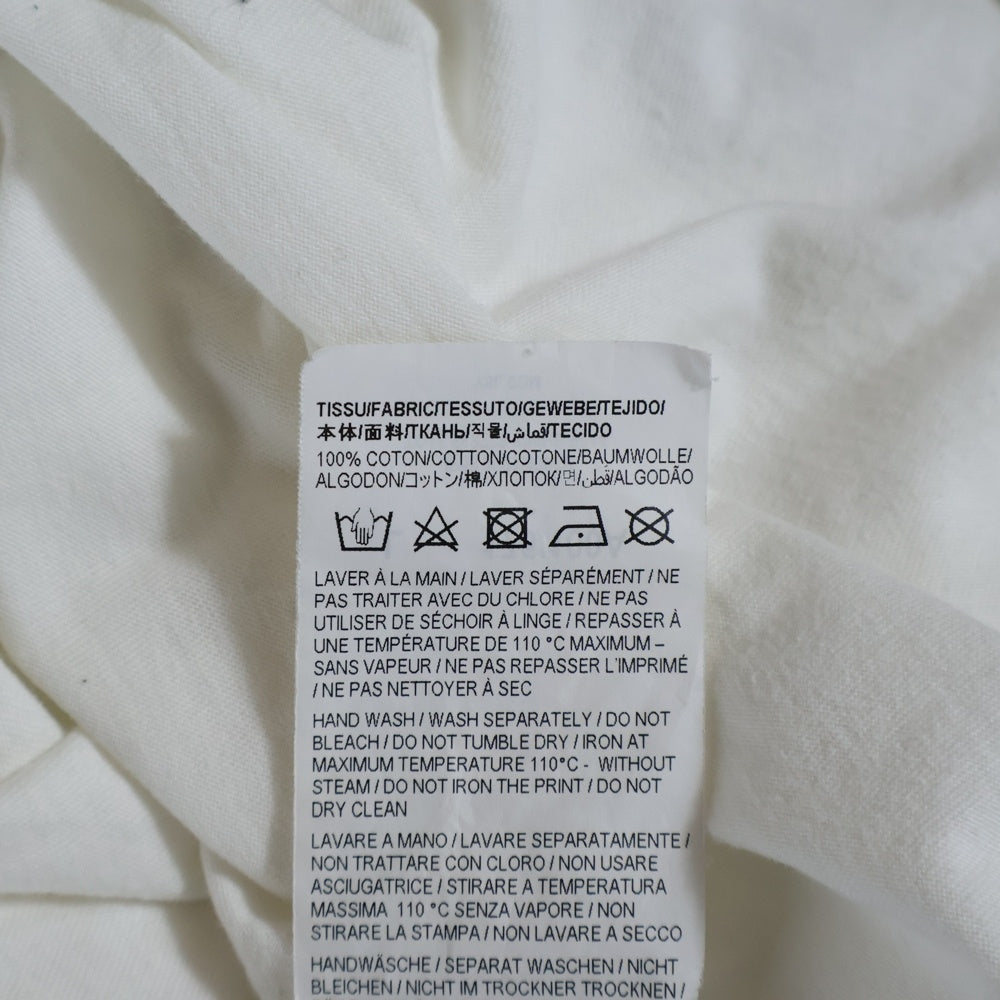 TISSU/FABRIC/TESSUTO/GEWEBE/TEJIDO/
本体/面料/ТКАНЬ/직물/قماش/TECIDO
100% COTON/COTTON/COTONE/BAUMWOLLE/
ALGODON/コットン/棉/ХЛОПОК/면/قطن/ALGODÃO
LAVER À LA MAIN / LAVER SÉPARÉMENT / NE
PAS TRAITER AVEC DU CHLORE / NE PAS
UTILISER DE SÉCHOIR À LINGE / REPASSER À
UNE TEMPÉRATURE DE 110 °C MAXIMUM –
SANS VAPEUR / NE PAS REPASSER L'IMPRIMÉ
/ NE PAS NETTOYER À SEC
HAND WASH / WASH SEPARATELY / DO NOT
BLEACH / DO NOT TUMBLE DRY / IRON AT
MAXIMUM TEMPERATURE 110°C - WITHOUT
STEAM / DO NOT IRON THE PRINT / DO NOT
DRY CLEAN
LAVARE A MANO / LAVARE SEPARATAMENTE /
NON TRATTARE CON CLORO / NON USARE
ASCIUGATRICE / STIRARE A TEMPERATURA
MASSIMA 110 °C SENZA VAPORE / NON
STIRARE LA STAMPA / NON LAVARE A SECCO
HANDWÄSCHE / SEPARAT WASCHEN / NICHT
BLEICHEN / NICHT IM TROCKNER TROCKNEN /